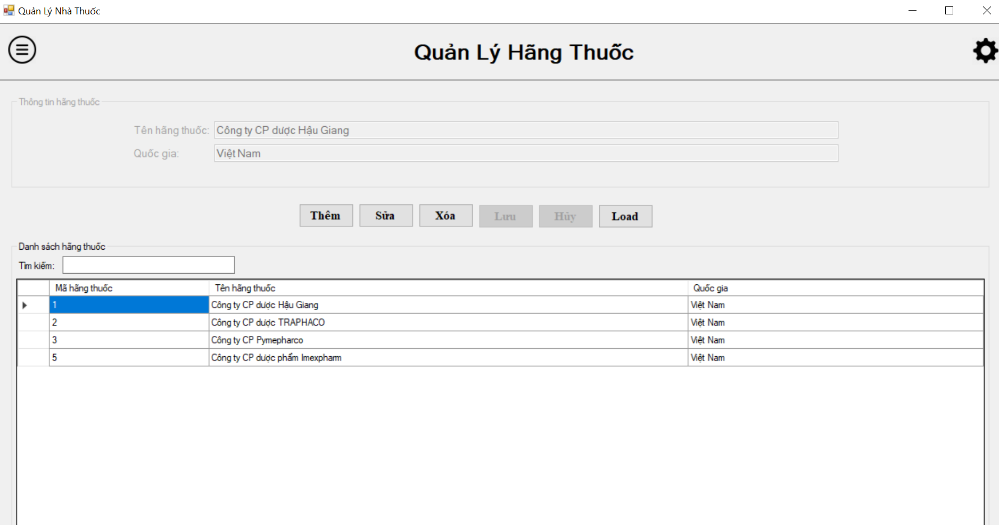 Quản Lý Nhà Thuốc
Quản Lý Hãng Thuốc
Thông tin hãng thuốc
Tên hãng thuốc: Công ty CP dược Hậu Giang
Quốc gia: Việt Nam
Thêm Sửa Xóa Lưu Hủy Load
Danh sách hãng thuốc
Tìm kiếm:
Mã hãng thuốc Tên hãng thuốc Quốc gia
1 Công ty CP dược Hậu Giang Việt Nam
2 Công ty CP dược TRAPHACO Việt Nam
3 Công ty CP Pymepharco Việt Nam
5 Công ty CP dược phẩm Imexpharm Việt Nam